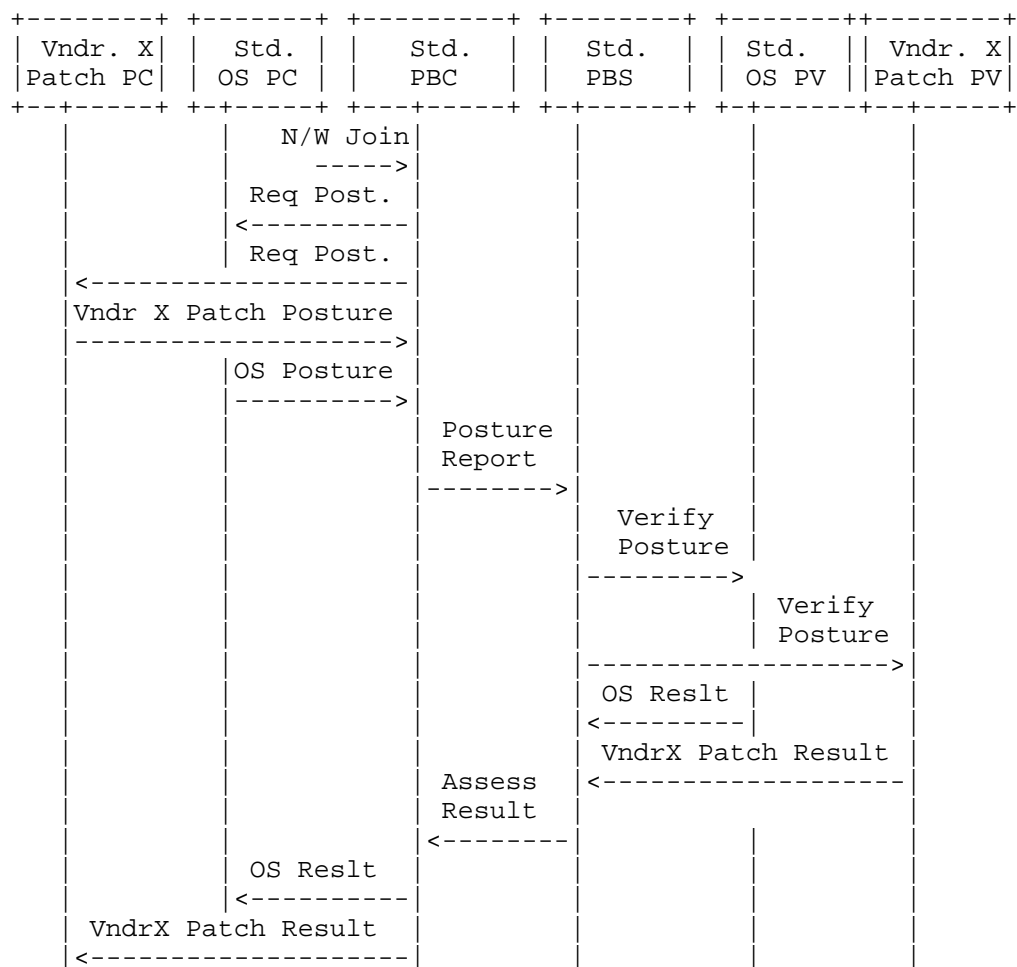 Vndr. X Std. Std. Std. Std. Vndr. X
Patch PC OS PC PBC PBS OS PV Patch PV
N/W Join
Req Post.
Req Post.
Vndr X Patch Posture
OS Posture
Posture
Report
Verify
Posture
Verify
Posture
OS Reslt
VndrX Patch Result
Assess
Result
OS Reslt
VndrX Patch Result